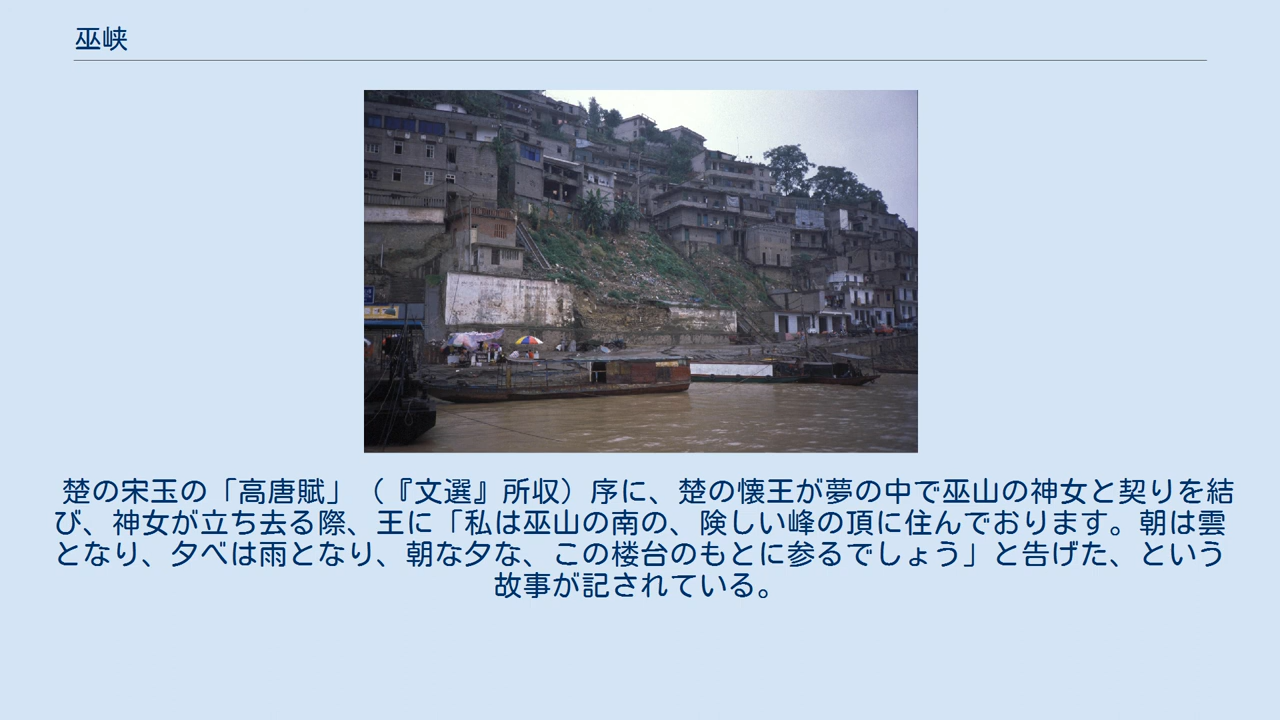 巫峡
楚の宋玉の「高唐賦」（『文選』所収）序に、楚の懐王が夢の中で巫山の神女と契りを結
び、神女が立ち去る際、王に「私は巫山の南の、険しい峰の頂に住んでおります。朝は雲
となり、夕べは雨となり、朝な夕な、この楼台のもとに参るでしょう」と告げた、という
故事が記されている。